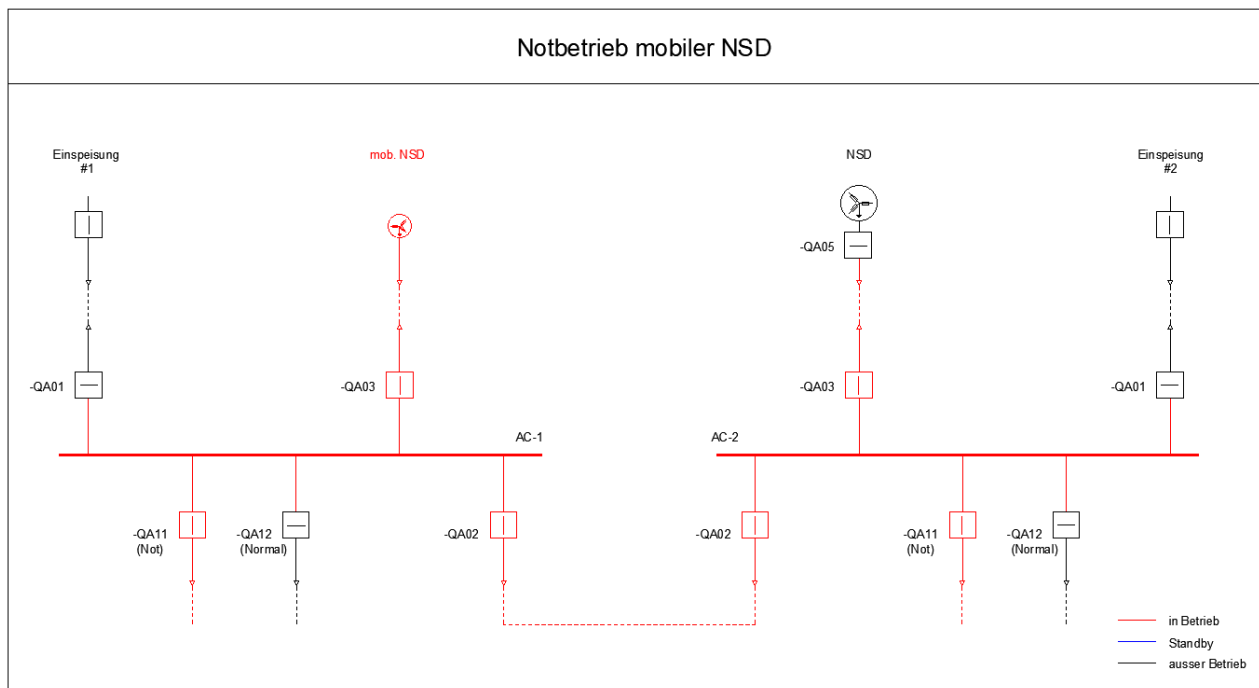 Notbetrieb mobiler NSD
Einspeisung
#1
mob. NSD
NSD
Einspeisung
#2
-QA05
-QA01
-QA03
-QA03
-QA01
AC-1
AC-2
-QA11
(Not)
-QA12
(Normal)
-QA02
-QA02
-QA11
(Not)
-QA12
(Normal)
in Betrieb
Standby
ausser Betrieb